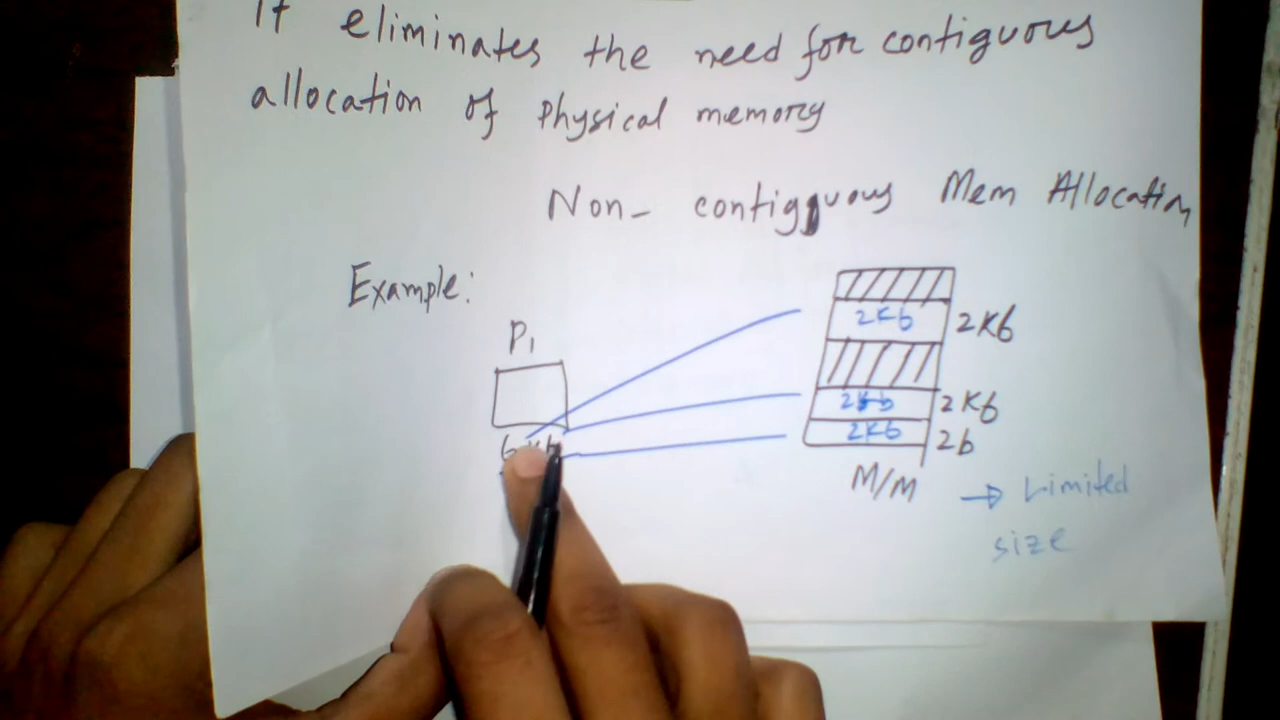 It eliminates the need for contiguous
allocation of Physical memory
Non- contiguous Mem Allocation
Example:
P1
2Kb 2Kb
2Kb 2Kb
2Kb 2b
M/M → Limited
size